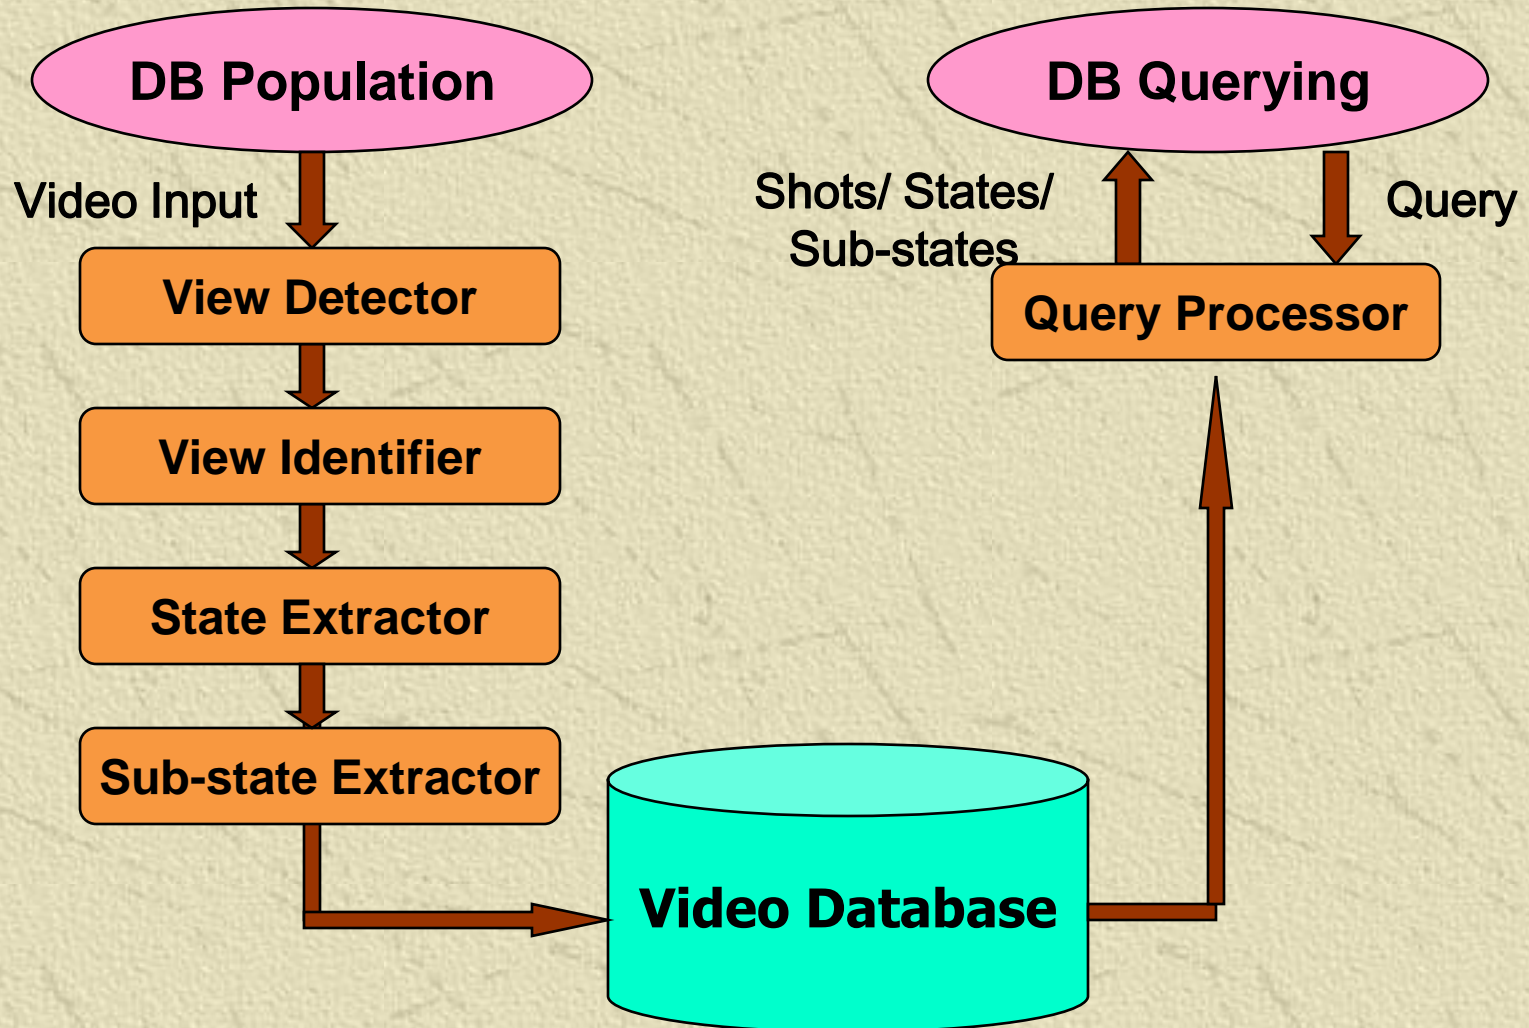 DB Population
Video Input
View Detector
View Identifier
State Extractor
Sub-state Extractor
Video Database
DB Querying
Shots/ States/
Sub-states
Query
Query Processor